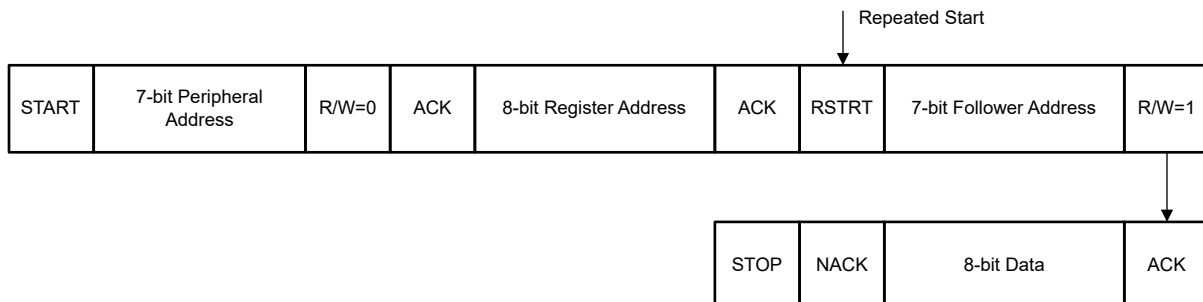 Repeated Start
START
7-bit Peripheral
Address
R/W=0
ACK
8-bit Register Address
ACK
RSTRT
7-bit Follower Address
R/W=1
STOP
NACK
8-bit Data
ACK